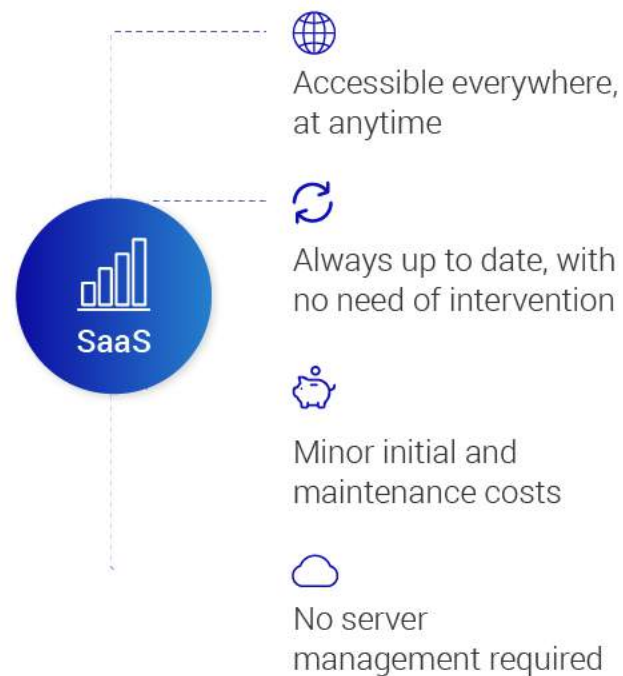 Accessible everywhere,
at anytime
SaaS
Always up to date, with
no need of intervention
Minor initial and
maintenance costs
No server
management required